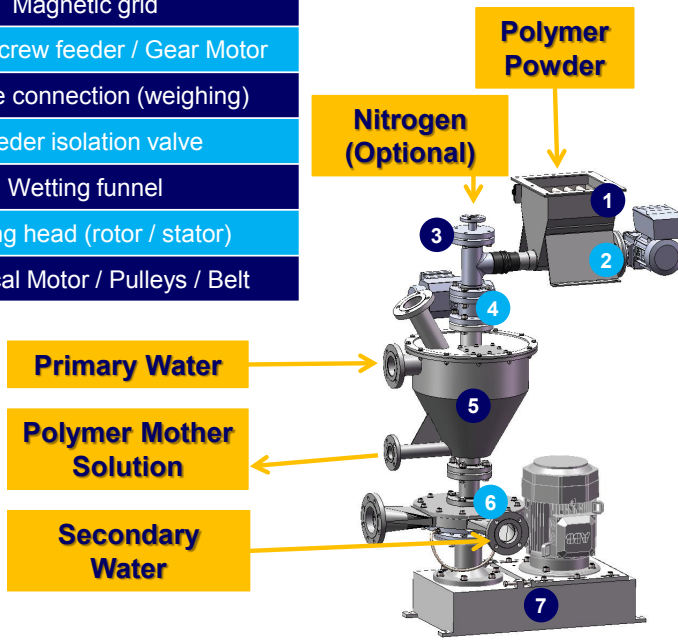 Magnetic grid
crew feeder / Gear Motor
connection (weighing)
eder isolation valve
Wetting funnel
head (rotor / stator)
Motor / Pulleys / Belt
Polymer
Powder
Nitrogen
(Optional)
1
2
3
4
Primary Water
5
Polymer Mother
Solution
6
Secondary
Water
7